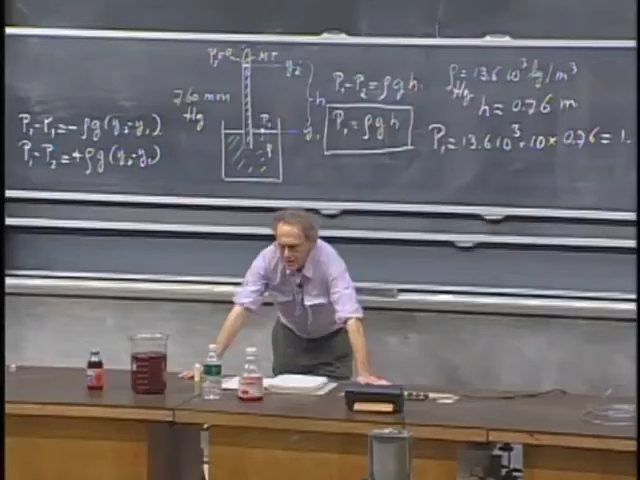 P₂-P₁=-ρg(y₂-y₁)
P₁-P₂=+ρg(y₂-y₁)
760 mm
Hg
P₂=0
MT
y₂
h
P₁
y₁
P
P₁-P₂=ρgh.
P₁=ρgh
ρ=13.6 10³ kg/m³
Hg
h=0.76 m
P₁=13.6 10³×10×0.76=1.